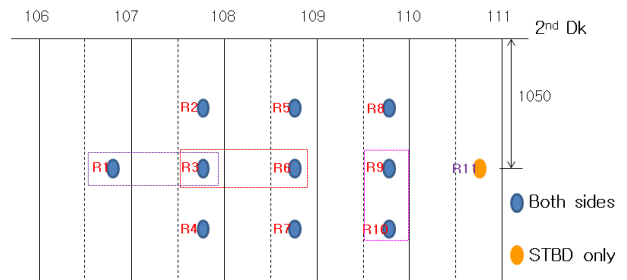 106 107 108 109 110 111
2nd Dk
1050
R2 R5 R8
R1 R3 R6 R9 R11
R4 R7 R10
Both sides
STBD only